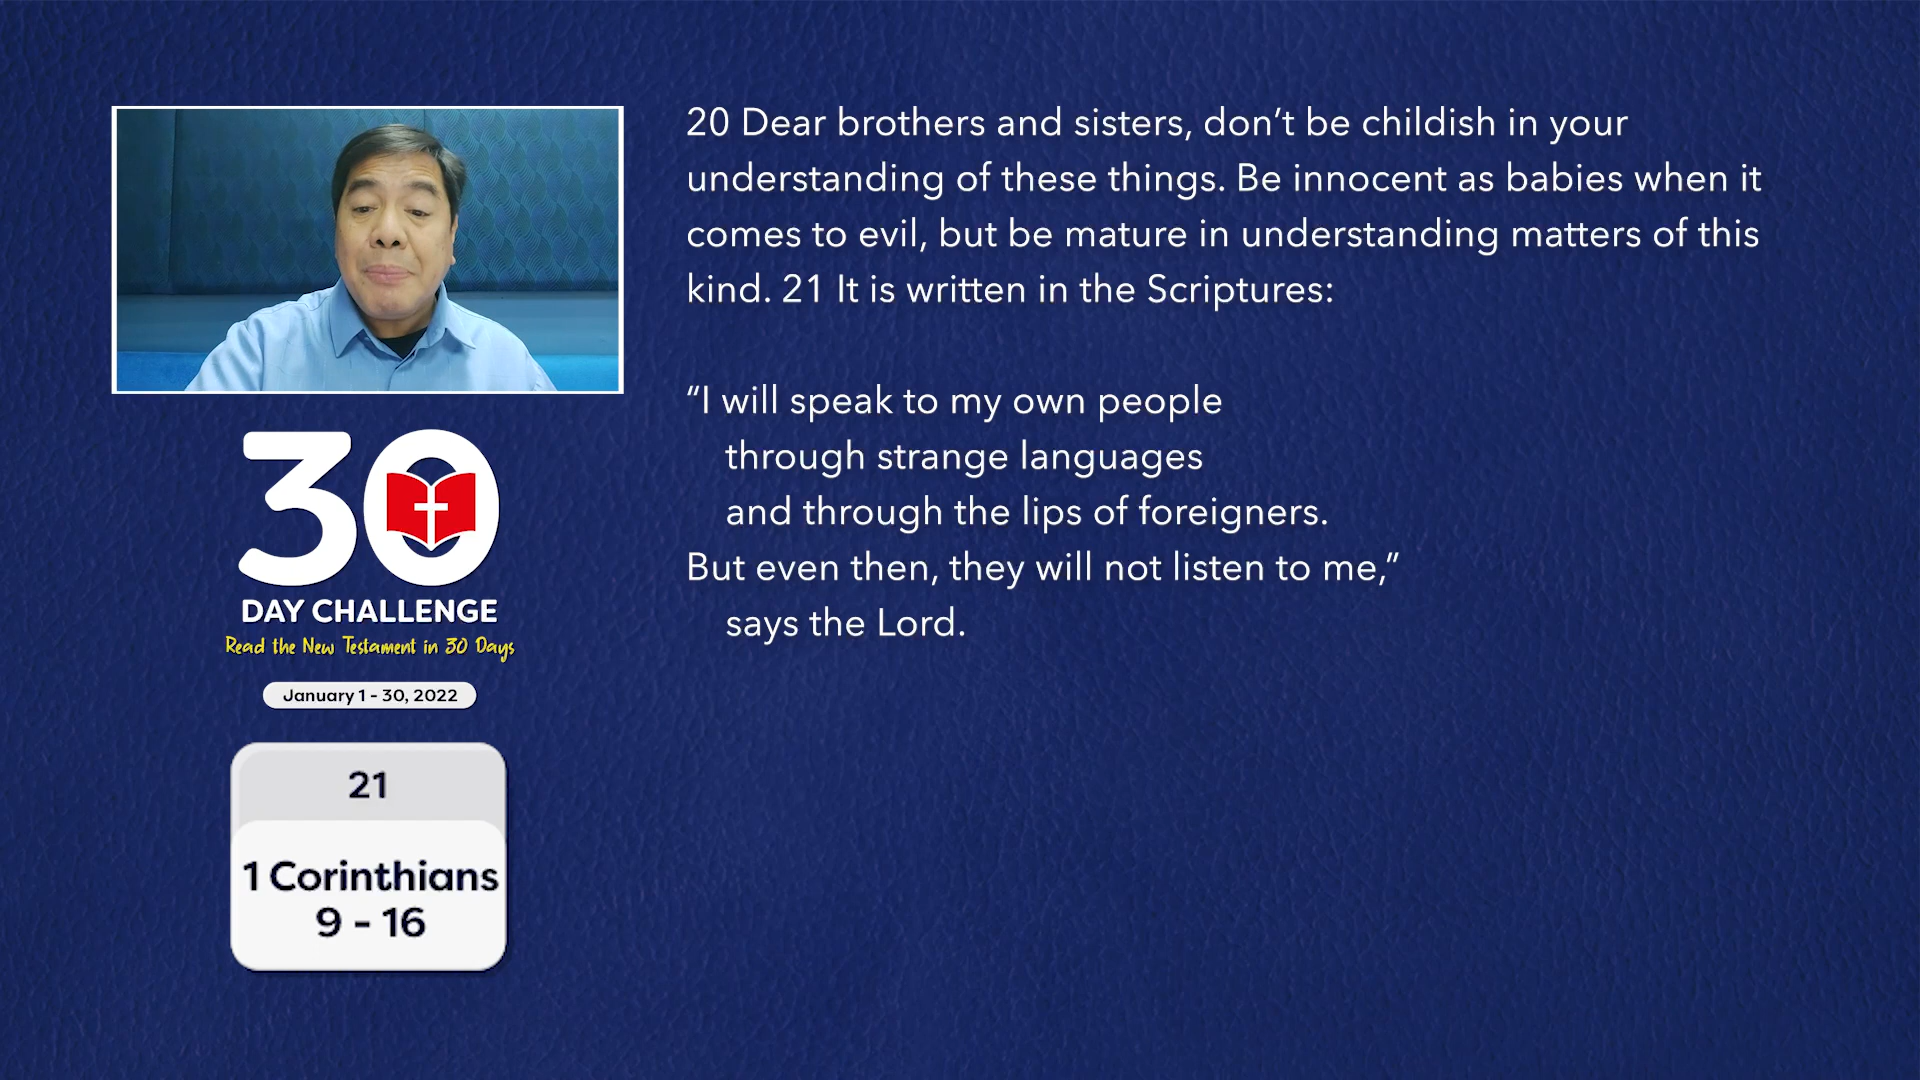 20 Dear brothers and sisters, don’t be childish in your
understanding of these things. Be innocent as babies when it
comes to evil, but be mature in understanding matters of this
kind. 21 It is written in the Scriptures:
“I will speak to my own people
through strange languages
and through the lips of foreigners.
But even then, they will not listen to me,”
says the Lord.
30
DAY CHALLENGE
Read the New Testament in 30 Days
January 1 - 30, 2022
21
1 Corinthians
9 - 16